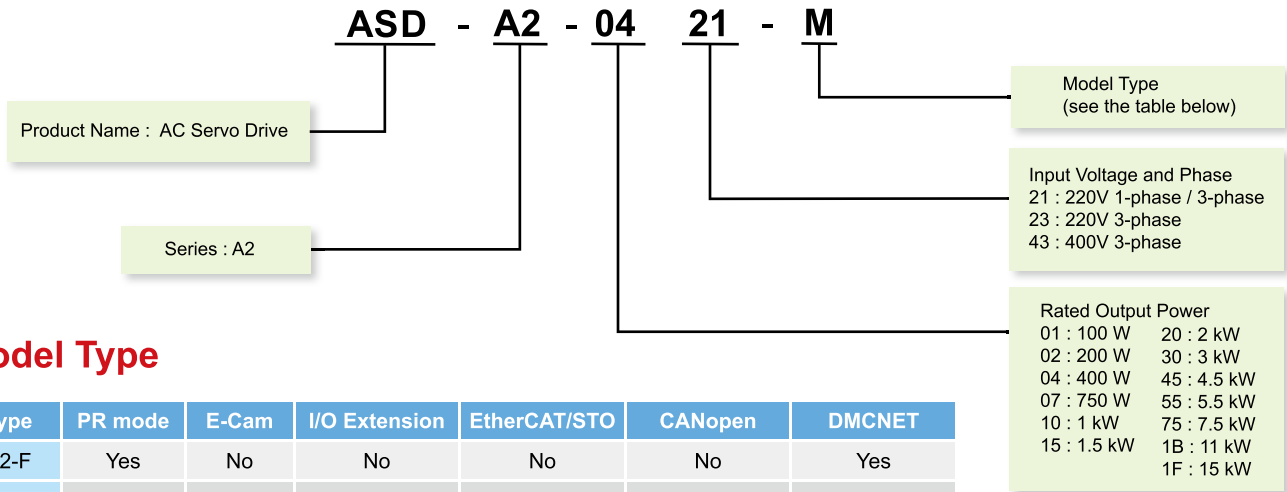 ASD - A2 - 04 21 - M
Model Type
(see the table below)
Product Name : AC Servo Drive
Input Voltage and Phase
21 : 220V 1-phase / 3-phase
23 : 220V 3-phase
43 : 400V 3-phase
Series : A2
Rated Output Power
01 : 100 W 20 : 2 kW
02 : 200 W 30 : 3 kW
04 : 400 W 45 : 4.5 kW
07 : 750 W 55 : 5.5 kW
10 : 1 kW 75 : 7.5 kW
15 : 1.5 kW 1B : 11 kW
1F : 15 kW
odel Type
ype PR mode E-Cam I/O Extension EtherCAT/STO CANopen DMCNET
2-F Yes No No No No Yes